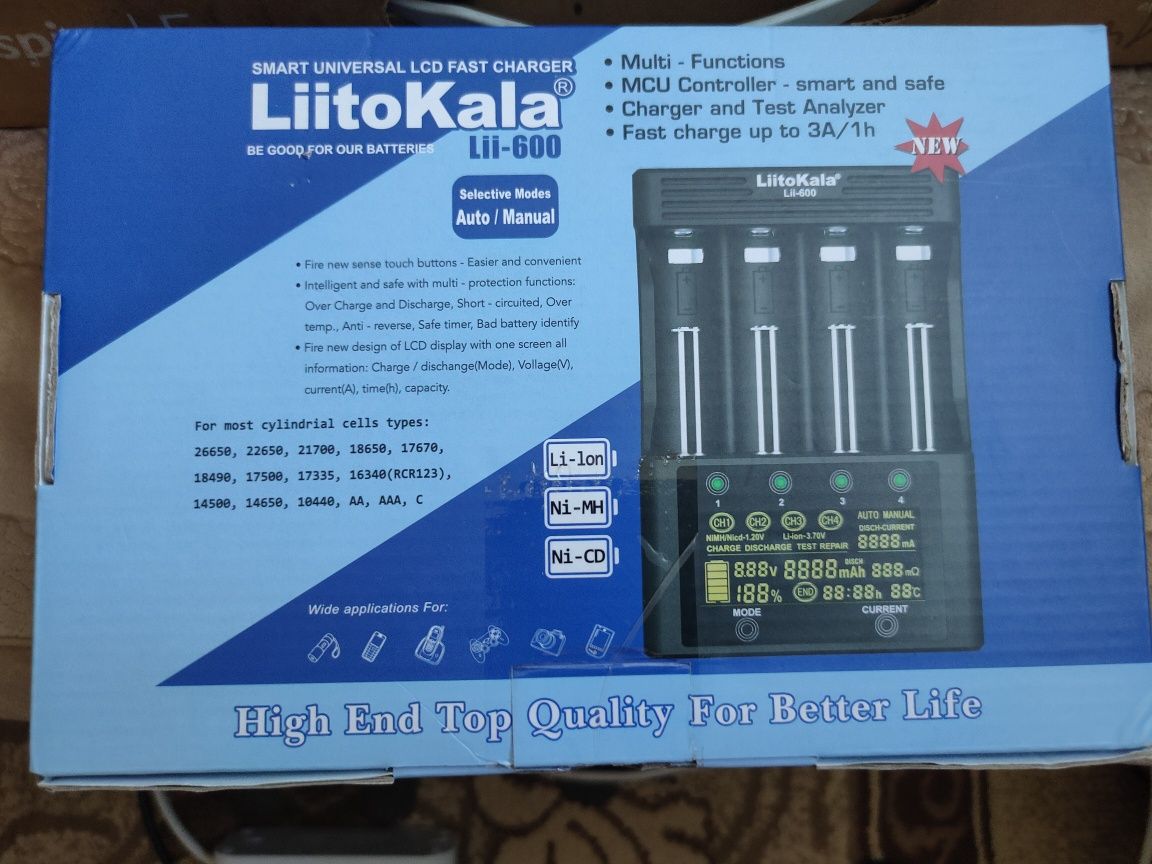 SMART UNIVERSAL LCD FAST CHARGER
LiitoKala®
BE GOOD FOR OUR BATTERIES
Lii-600
Selective Modes
Auto / Manual
• Multi - Functions
• MCU Controller - smart and safe
• Charger and Test Analyzer
• Fast charge up to 3A/1h
NEW
• Fire new sense touch buttons - Easier and convenient
• Intelligent and safe with multi - protection functions:
Over Charge and Discharge, Short - circuited, Over
temp., Anti - reverse, Safe timer, Bad battery identify
• Fire new design of LCD display with one screen all
information: Charge / dischange(Mode), Vollage(V),
current(A), time(h), capacity.
For most cylindrial cells types:
26650, 22650, 21700, 18650, 17670,
18490, 17500, 17335, 16340(RCR123),
14500, 14650, 10440, AA, AAA, C
Li-lon
Ni-MH
Ni-CD
Wide applications For:
LiitoKala®
Lil-600
1 2 3 4
CH1 CH2 CH3 CH4
AUTO MANUAL
NiMH/Nicd-1.20V Li-ion-3.70V
DISCH-CURRENT
CHARGE DISCHARGE TEST REPAIR
8888mA
DISCH
8.88V 8888mAh 888mΩ
188% END 88:88h 88℃
MODE
CURRENT
High End Top Quality For Better Life